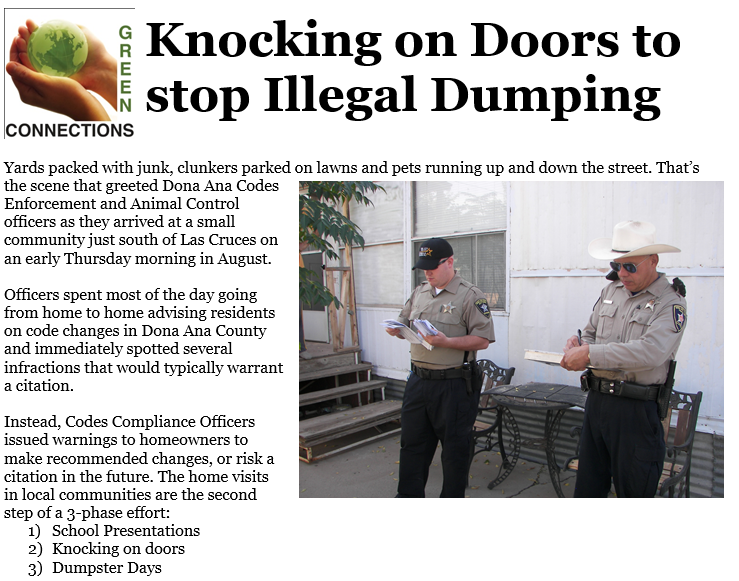 GREEN
CONNECTIONS
Knocking on Doors to
stop Illegal Dumping
Yards packed with junk, clunkers parked on lawns and pets running up and down the street. That's
the scene that greeted Dona Ana Codes
Enforcement and Animal Control
officers as they arrived at a small
community just south of Las Cruces on
an early Thursday morning in August.
Officers spent most of the day going
from home to home advising residents
on code changes in Dona Ana County
and immediately spotted several
infractions that would typically warrant
a citation.
Instead, Codes Compliance Officers
issued warnings to homeowners to
make recommended changes, or risk a
citation in the future. The home visits
in local communities are the second
step of a 3-phase effort:
1) School Presentations
2) Knocking on doors
3) Dumpster Days